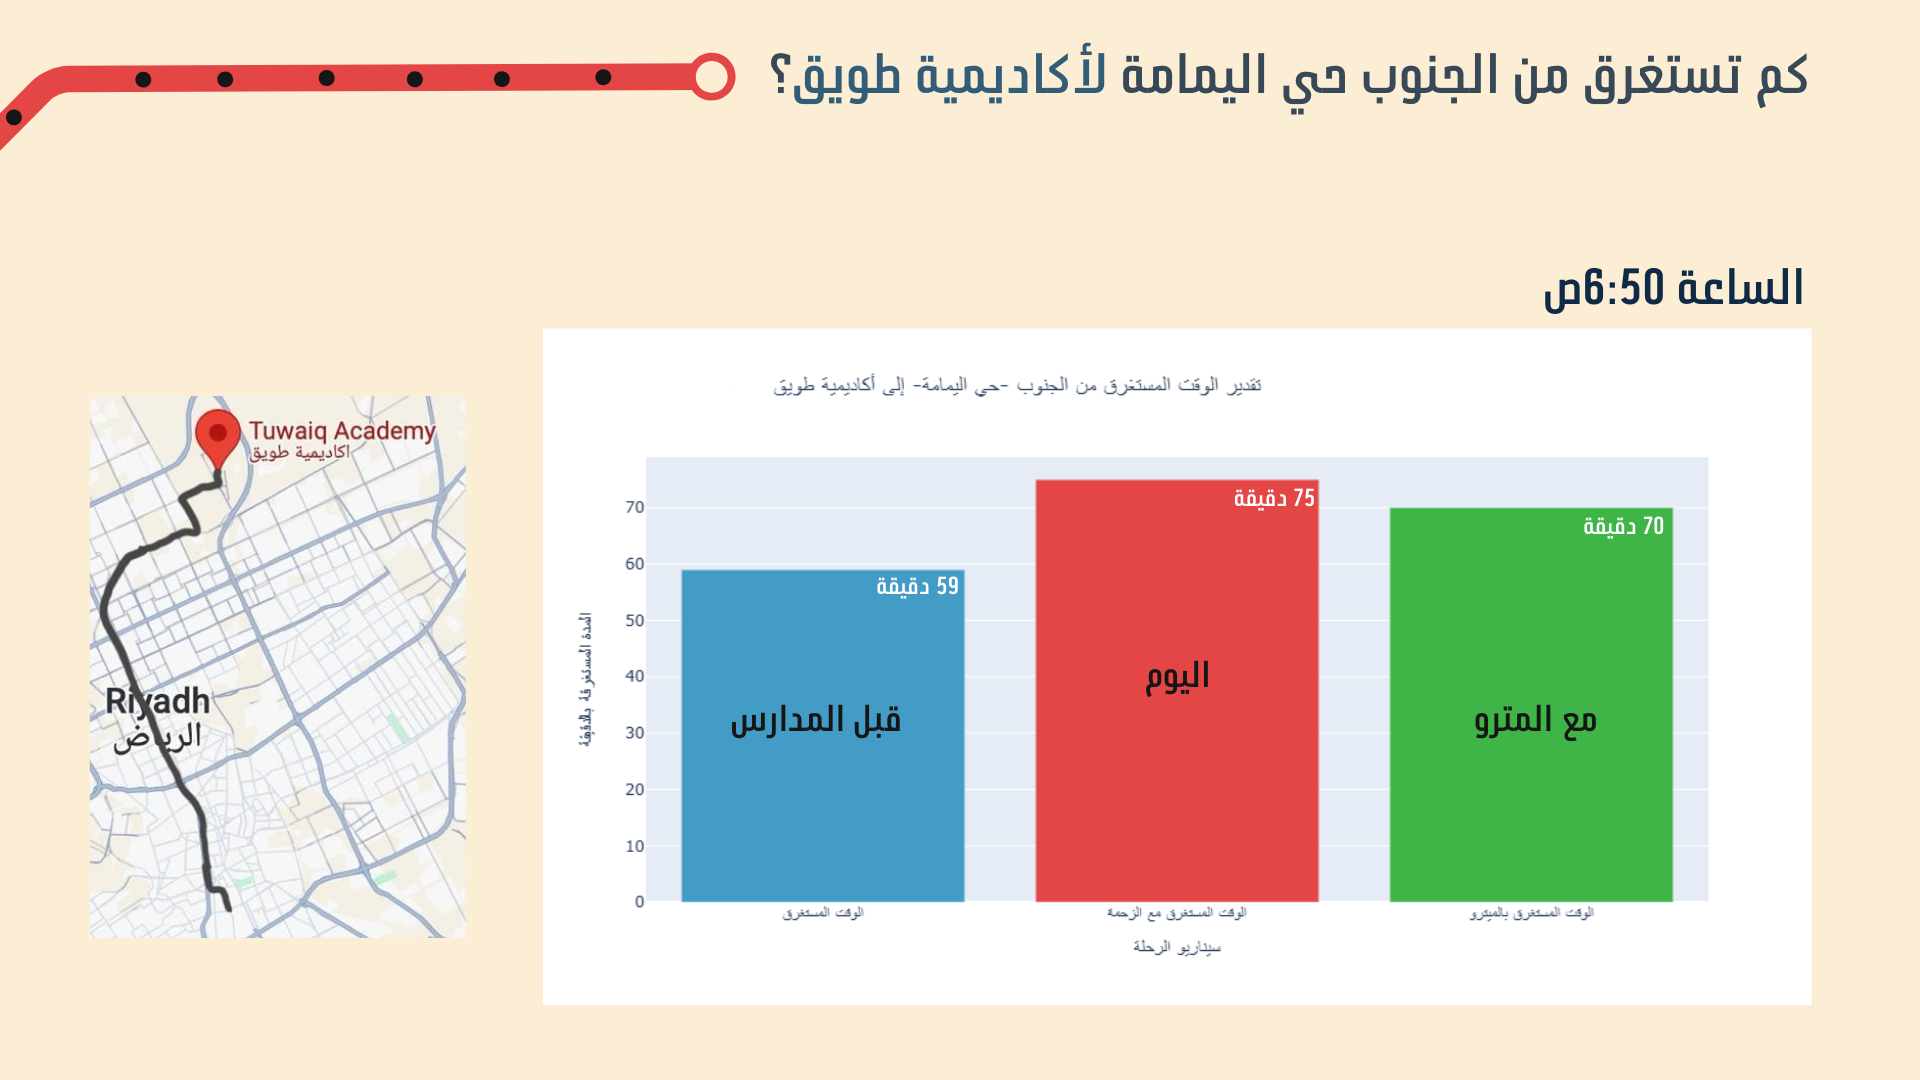 كم تستغرق من الجنوب حي اليمامة لأكاديمية طويق؟
الساعة 6:50ص
تقدير الوقت المستغرق من الجنوب -حي اليمامة- إلى أكاديمية طويق
المدة المستغرقة بالدقيقة
70
60
50
40
30
20
10
0
59 دقيقة
قبل المدارس
75 دقيقة
اليوم
70 دقيقة
مع المترو
الوقت المستغرق
الوقت المستغرق مع الزحمة
الوقت المستغرق بالميترو
سيناريو الرحلة
Tuwaiq Academy
اكاديمية طويق
Riyadh
الرياض